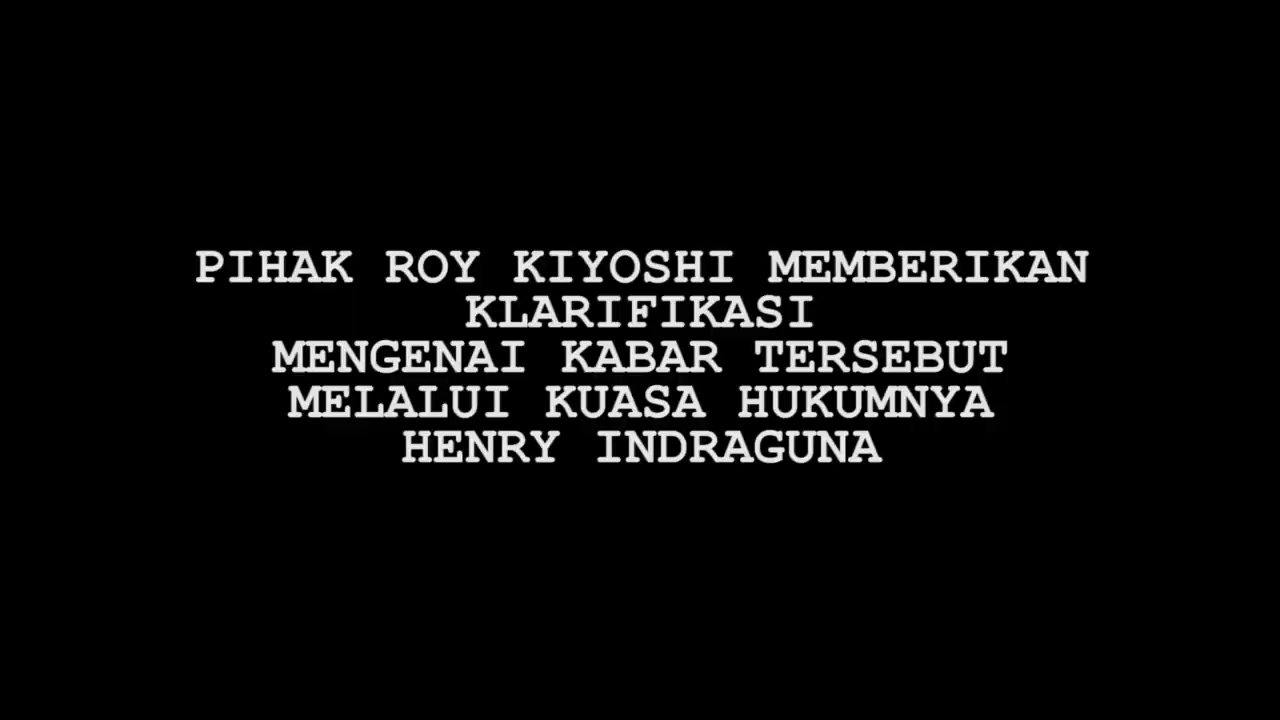 PIHAK ROY KIYOSHI MEMBERIKAN
KLARIFIKASI
MENGENAI KABAR TERSEBUT
MELALUI KUASA HUKUMNYA
HENRY INDRAGUNA